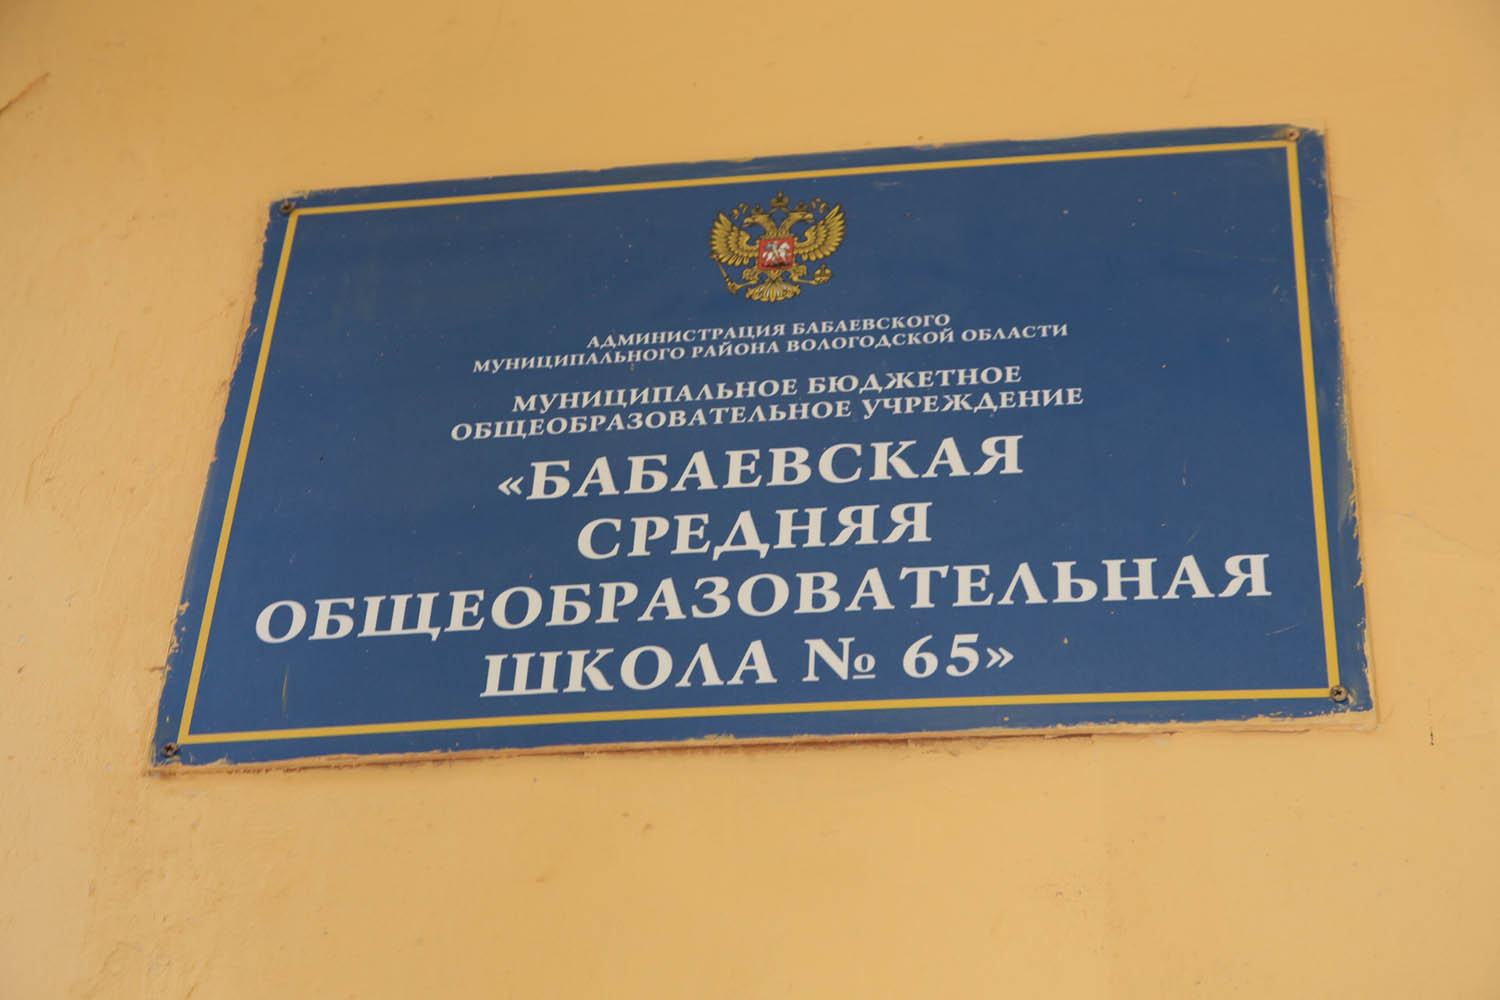 АДМИНИСТРАЦИЯ БАБАЕВСКОГО
МУНИЦИПАЛЬНОГО РАЙОНА ВОЛОГОДСКОЙ ОБЛАСТИ
МУНИЦИПАЛЬНОЕ БЮДЖЕТНОЕ
ОБЩЕОБРАЗОВАТЕЛЬНОЕ УЧРЕЖДЕНИЕ
«БАБАЕВСКАЯ
СРЕДНЯЯ
ОБЩЕОБРАЗОВАТЕЛЬНАЯ
ШКОЛА № 65»